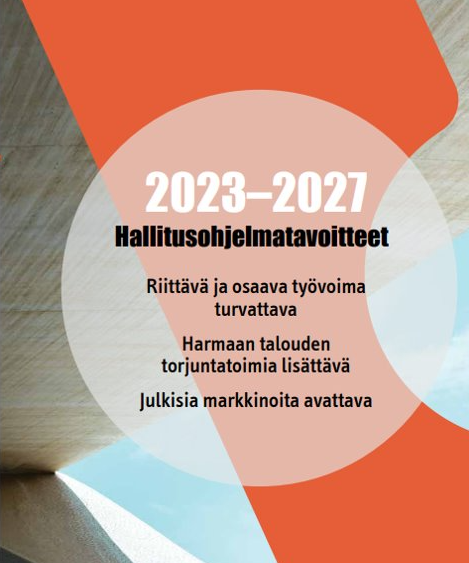 2023–2027
Hallitusohjelmatavoitteet
Riittävä ja osaava työvoima
turvattava
Harmaan talouden
torjuntatoimia lisättävä
Julkisia markkinoita avattava